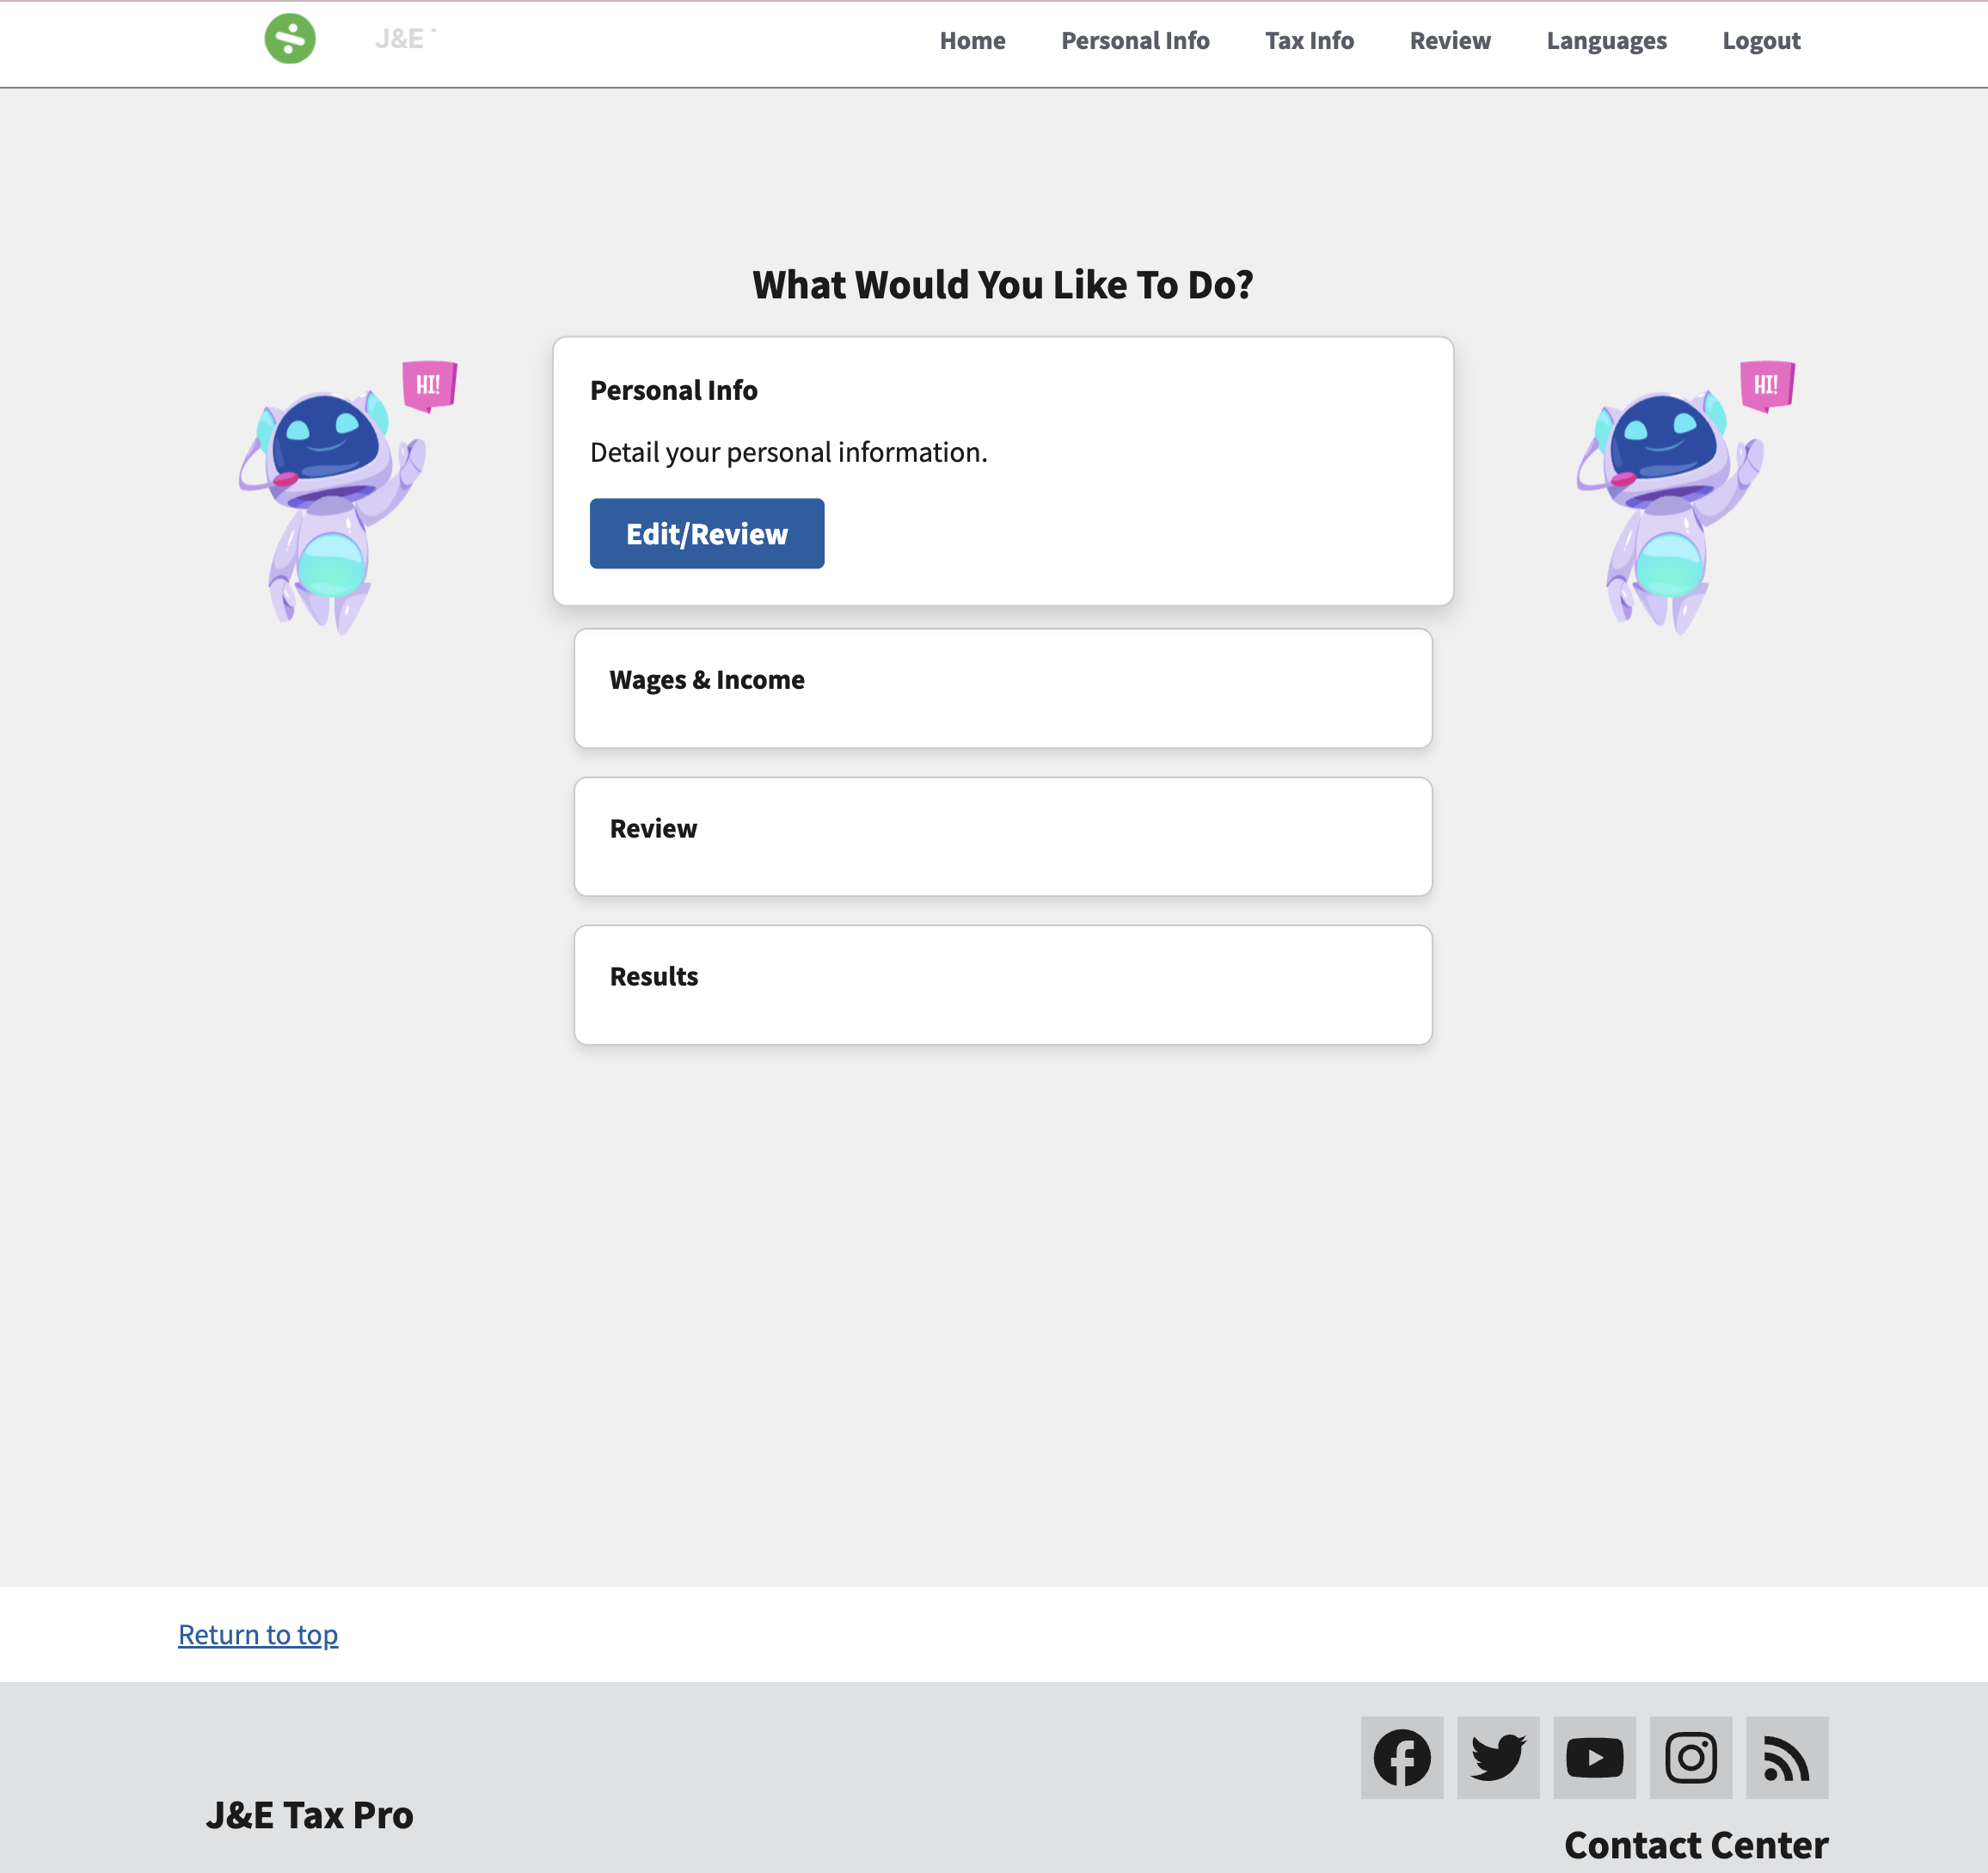 J&E
Home Personal Info Tax Info Review Languages Logout
What Would You Like To Do?
HI!
HI!
Personal Info
Detail your personal information.
Edit/Review
Wages & Income
Review
Results
Return to top
J&E Tax Pro
Contact Center